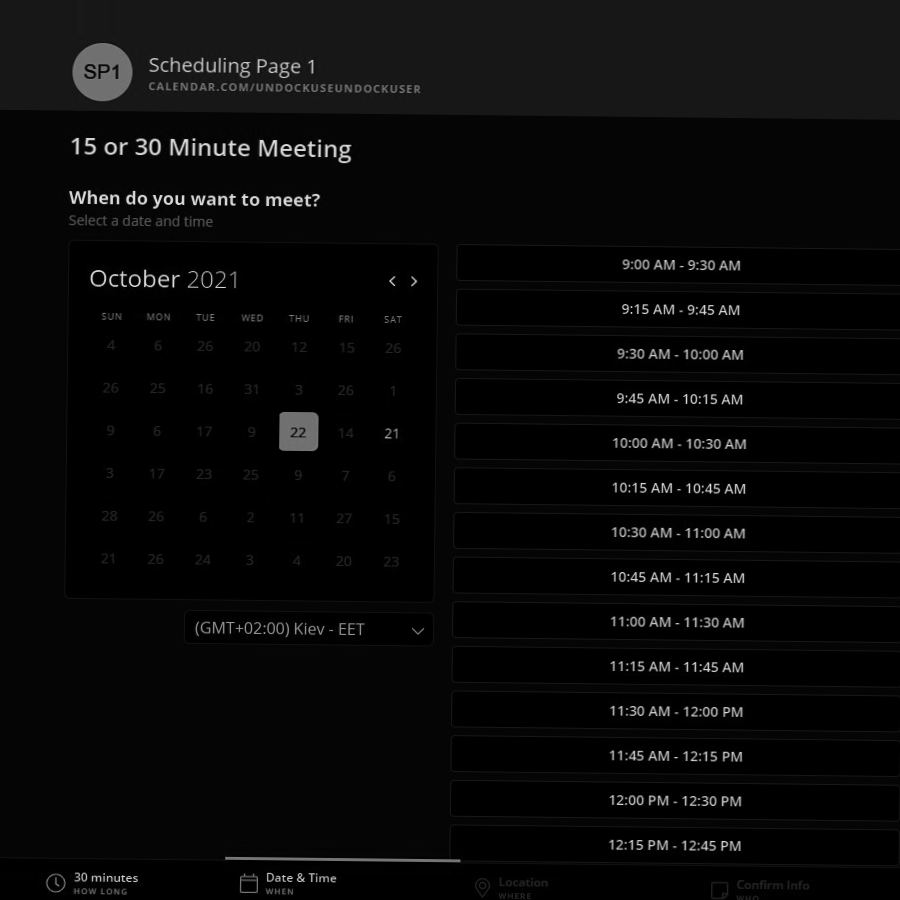 SP1
Scheduling Page 1
CALENDAR.COM/UNDOCKUSEUNDOCKUSER
15 or 30 Minute Meeting
When do you want to meet?
Select a date and time
October 2021
SUN MON TUE WED THU FRI SAT
4 6 26 20 12 15 26
26 25 16 31 3 26 1
9 6 17 9 22 14 21
3 17 23 25 9 7 6
28 26 6 2 11 27 15
21 26 24 3 4 20 23
(GMT+02:00) Kiev - EET
9:00 AM - 9:30 AM
9:15 AM - 9:45 AM
9:30 AM - 10:00 AM
9:45 AM - 10:15 AM
10:00 AM - 10:30 AM
10:15 AM - 10:45 AM
10:30 AM - 11:00 AM
10:45 AM - 11:15 AM
11:00 AM - 11:30 AM
11:15 AM - 11:45 AM
11:30 AM - 12:00 PM
11:45 AM - 12:15 PM
12:00 PM - 12:30 PM
12:15 PM - 12:45 PM
30 minutes
HOW LONG
Date & Time
WHEN
Location
WHERE
Confirm Info
WHO